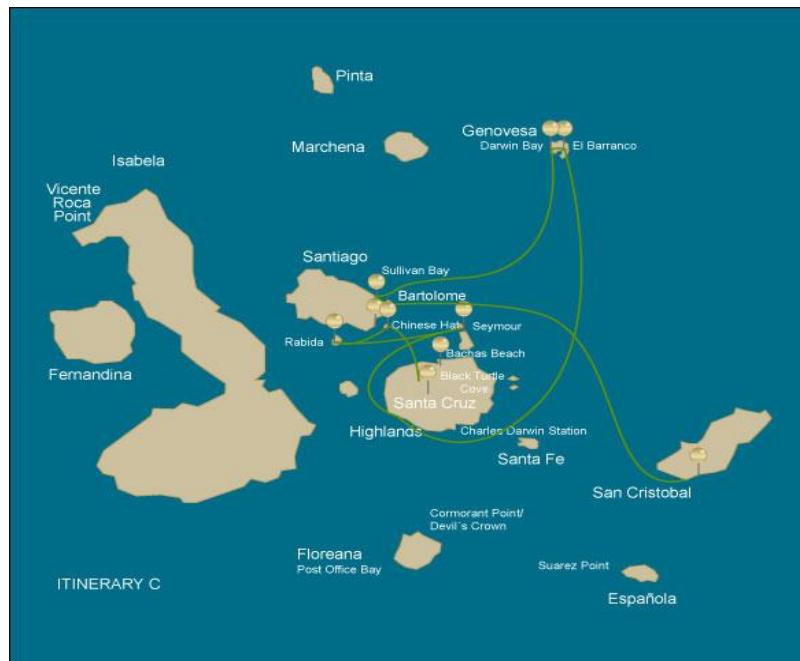 Pinta
Genovesa
Darwin Bay
El Barranco
Marchena
Isabela
Vicente
Roca
Point
Santiago
Sullivan Bay
Bartolome
Chinese Hat
Seymour
Rabida
Bachas Beach
Fernandina
Black Turtle
Cove
Santa Cruz
Highlands
Charles Darwin Station
Santa Fe
San Cristobal
Cormorant Point/
Devil´s Crown
Floreana
Post Office Bay
Suarez Point
Española
ITINERARY C